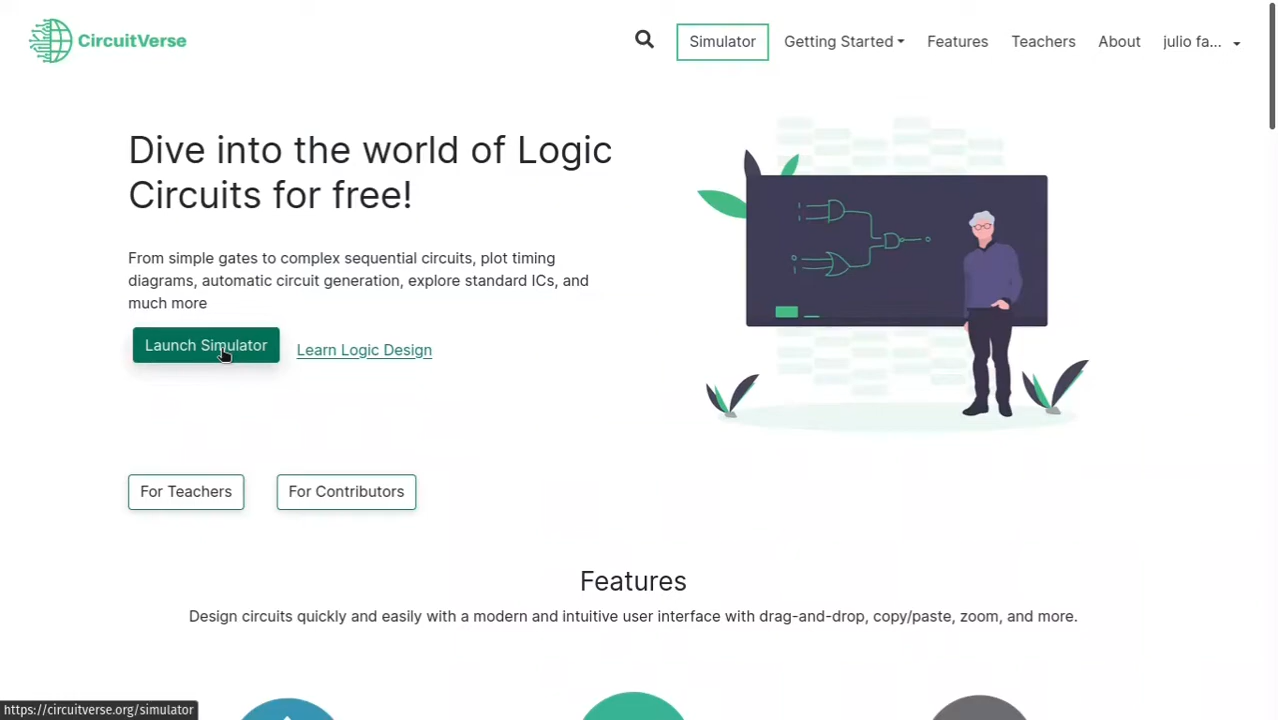 CircuitVerse
Simulator
Getting Started
Features
Teachers
About
julio fa...
Dive into the world of Logic
Circuits for free!
From simple gates to complex sequential circuits, plot timing
diagrams, automatic circuit generation, explore standard ICs, and
much more
Launch Simulator
Learn Logic Design
For Teachers
For Contributors
Features
Design circuits quickly and easily with a modern and intuitive user interface with drag-and-drop, copy/paste, zoom, and more.
https://circuitverse.org/simulator